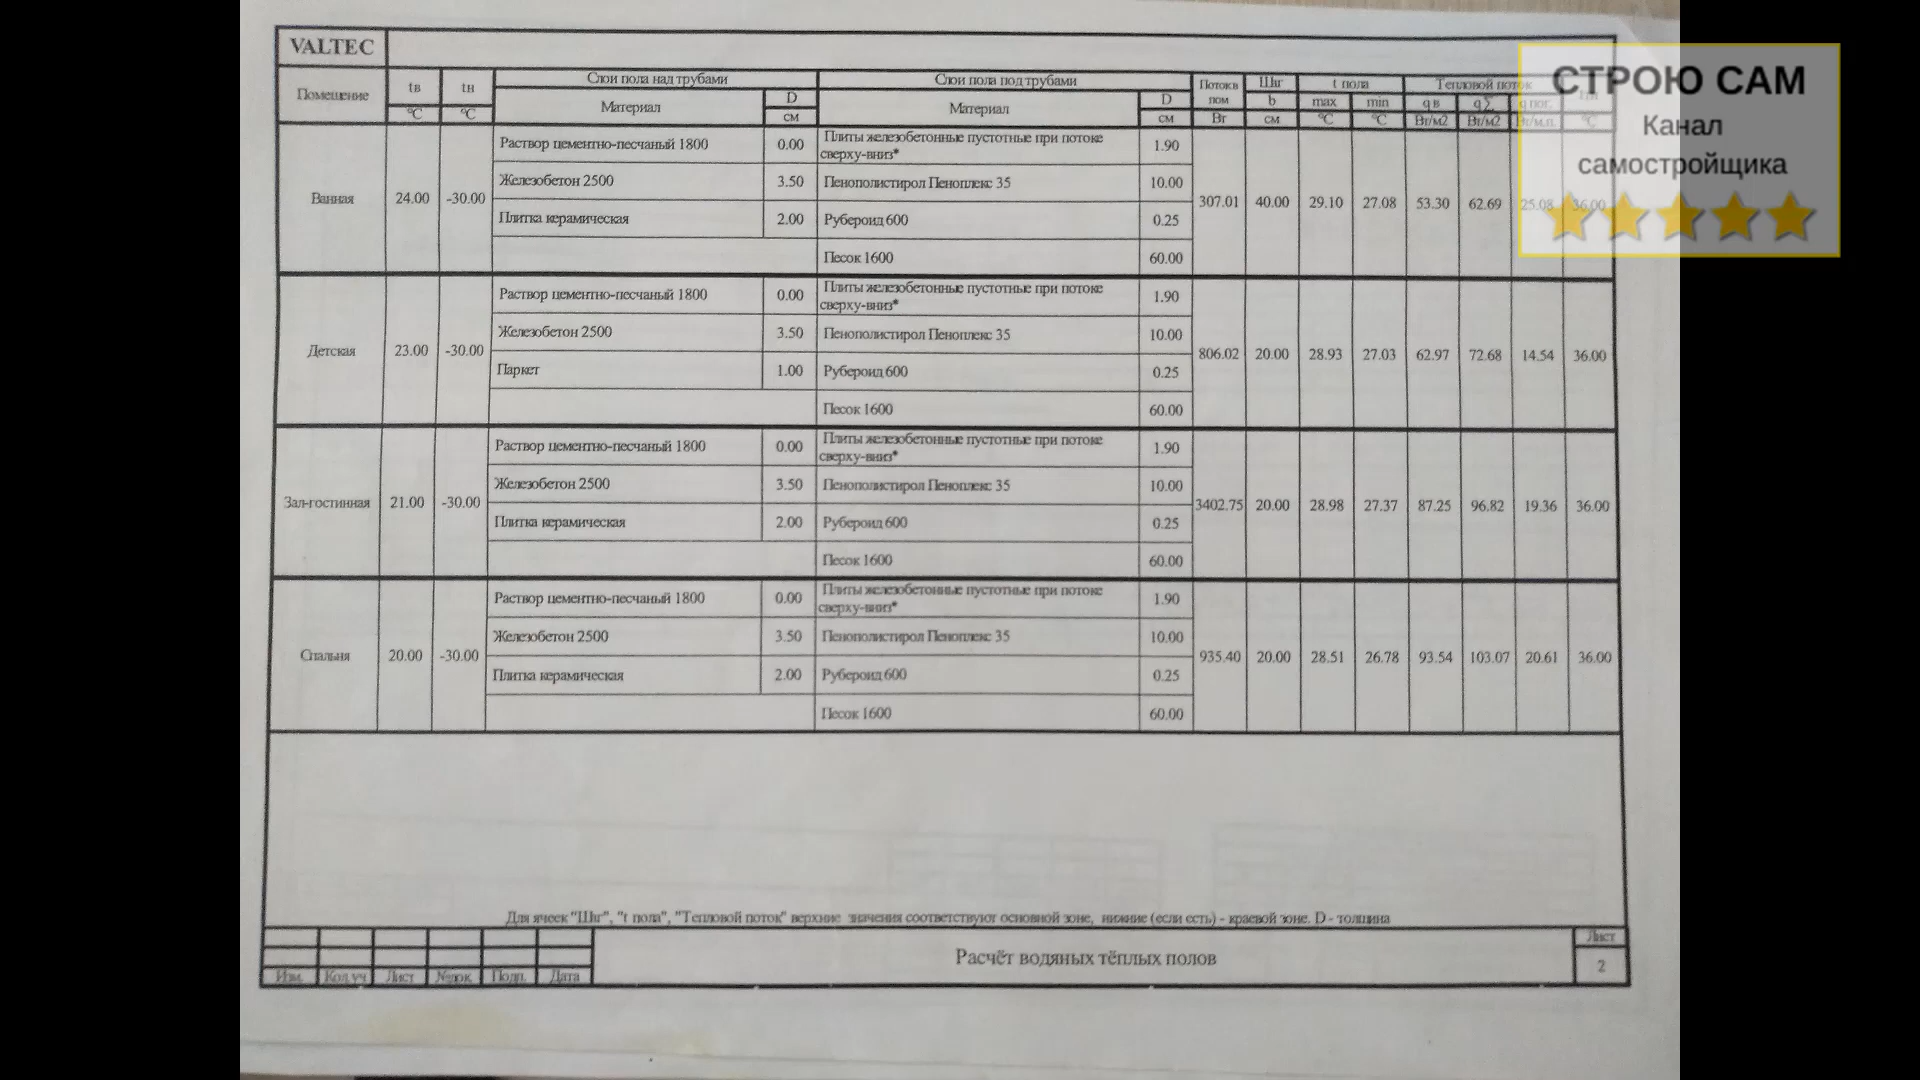 VALTEC
Помещение tв tн Слои пола над трубами Слои пола под трубами Поток в пом Шаг t пола Тепловой поток
Материал D Материал D b max min qв q∑ q пог.
°C °C см см Вт см °C °C Вт/м2 Вт/м2 °C
СТРОЮ САМ
Канал
самостройщика
Ванная 24.00 -30.00 307.01 40.00 29.10 27.08 53.30 62.69 25.08 36.00
Раствор цементно-песчаный 1800 0.00 Плиты железобетонные пустотные при потоке
сверху-вниз* 1.90
Железобетон 2500 3.50 Пенополистирол Пеноплекс 35 10.00
Плитка керамическая 2.00 Рубероид 600 0.25
Песок 1600 60.00
Детская 23.00 -30.00 806.02 20.00 28.93 27.03 62.97 72.68 14.54 36.00
Раствор цементно-песчаный 1800 0.00 Плиты железобетонные пустотные при потоке
сверху-вниз* 1.90
Железобетон 2500 3.50 Пенополистирол Пеноплекс 35 10.00
Паркет 1.00 Рубероид 600 0.25
Песок 1600 60.00
Зал-гостинная 21.00 -30.00 3402.75 20.00 28.98 27.37 87.25 96.82 19.36 36.00
Раствор цементно-песчаный 1800 0.00 Плиты железобетонные пустотные при потоке
сверху-вниз* 1.90
Железобетон 2500 3.50 Пенополистирол Пеноплекс 35 10.00
Плитка керамическая 2.00 Рубероид 600 0.25
Песок 1600 60.00
Спальня 20.00 -30.00 935.40 20.00 28.51 26.78 93.54 103.07 20.61 36.00
Раствор цементно-песчаный 1800 0.00 Плиты железобетонные пустотные при потоке
сверху-вниз* 1.90
Железобетон 2500 3.50 Пенополистирол Пеноплекс 35 10.00
Плитка керамическая 2.00 Рубероид 600 0.25
Песок 1600 60.00
Для ячеек "Шаг", "t пола", "Тепловой поток" верхние значения соответствуют основной зоне, нижние (если есть) - краевой зоне. D - толщина
Изм. Кол.уч Лист №док. Подп. Дата
Расчёт водяных тёплых полов
Лист
2